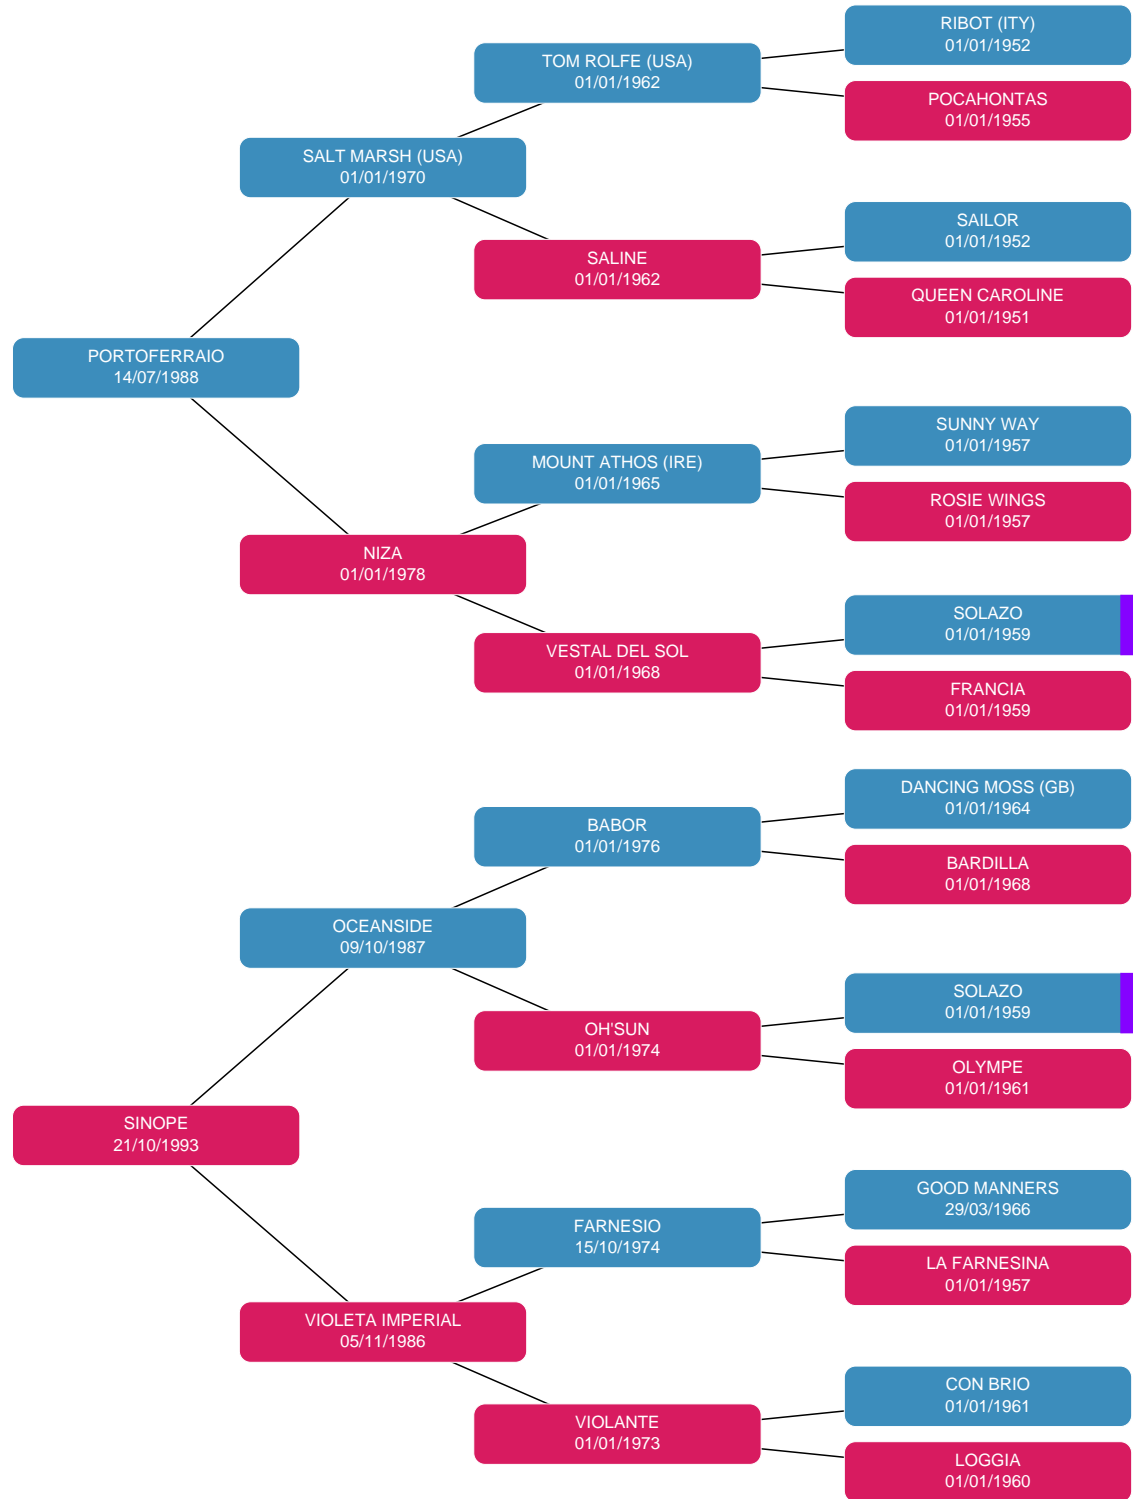 RIBOT (ITY)
01/01/1952
TOM ROLFE (USA)
01/01/1962
POCAHONTAS
01/01/1955
SALT MARSH (USA)
01/01/1970
SAILOR
01/01/1952
SALINE
01/01/1962
QUEEN CAROLINE
01/01/1951
PORTOFERRAIO
14/07/1988
SUNNY WAY
01/01/1957
MOUNT ATHOS (IRE)
01/01/1965
ROSIE WINGS
01/01/1957
NIZA
01/01/1978
SOLAZO
01/01/1959
VESTAL DEL SOL
01/01/1968
FRANCIA
01/01/1959
DANCING MOSS (GB)
01/01/1964
BABOR
01/01/1976
BARDILLA
01/01/1968
OCEANSIDE
09/10/1987
SOLAZO
01/01/1959
OH'SUN
01/01/1974
OLYMPE
01/01/1961
SINOPE
21/10/1993
GOOD MANNERS
29/03/1966
FARNESIO
15/10/1974
LA FARNESINA
01/01/1957
VIOLETA IMPERIAL
05/11/1986
CON BRIO
01/01/1961
VIOLANTE
01/01/1973
LOGGIA
01/01/1960